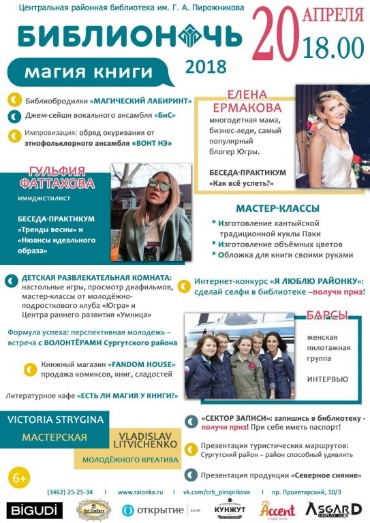 Центральная районная библиотека им. Г. А. Пирожникова
БИБЛИОНОЧЬ
20 АПРЕЛЯ
18.00
магия книги
2018
Библиобродилки «МАГИЧЕСКИЙ ЛАБИРИНТ»
Джем-сейшн вокального ансамбля «БиС»
Импровизация: обряд окуривания от
этнофольклорного ансамбля «ВОНТ НЭ»
ЕЛЕНА
ЕРМАКОВА
многодетная мама,
бизнес-леди, самый
популярный
блогер Югры.
БЕСЕДА-ПРАКТИКУМ
«Как всё успеть?»
ГУЛЬФИЯ
ФАТТАХОВА
имиджстилист
БЕСЕДА-ПРАКТИКУМ
«Тренды весны» и
«Нюансы идеального
образа»
МАСТЕР-КЛАССЫ
Изготовление хантыйской
традиционной куклы Паки
Изготовление объёмных цветов
Обложка для книги своими руками
ДЕТСКАЯ РАЗВЛЕКАТЕЛЬНАЯ КОМНАТА:
настольные игры, просмотр диафильмов,
мастер-классы от молодёжно-
подросткового клуба «Югра» и
Центра раннего развития «Умница»
Интернет-конкурс «Я ЛЮБЛЮ РАЙОНКУ»:
сделай селфи в библиотеке –получи приз!
Формула успеха: перспективная молодежь –
встреча с ВОЛОНТЁРАМИ Сургутского района
БАРСЫ
женская
пилотажная
группа
ИНТЕРВЬЮ
Книжный магазин «FANDOM HOUSE»
продажа комиксов, книг, сладостей
Литературное кафе «ЕСТЬ ЛИ МАГИЯ У КНИГИ?»
VICTORIA STRYGINA
МАСТЕРСКАЯ
VLADISLAV
LITVICHENKO
МОЛОДЁЖНОГО КРЕАТИВА
«СЕКТОР ЗАПИСИ»: запишись в библиотеку -
получи приз! При себе иметь паспорт!
Презентация туристических маршрутов:
Сургутский район – район способный удивлять
Презентация продукции «Северное сияние»
6+
(3462) 25-25-34 | www.raionka.ru | vk.com/crb_pirojnikova | пр. Пролетарский, 10/3
BIGUDI
открытие
КУНЖУТ
Accent
ASGARD